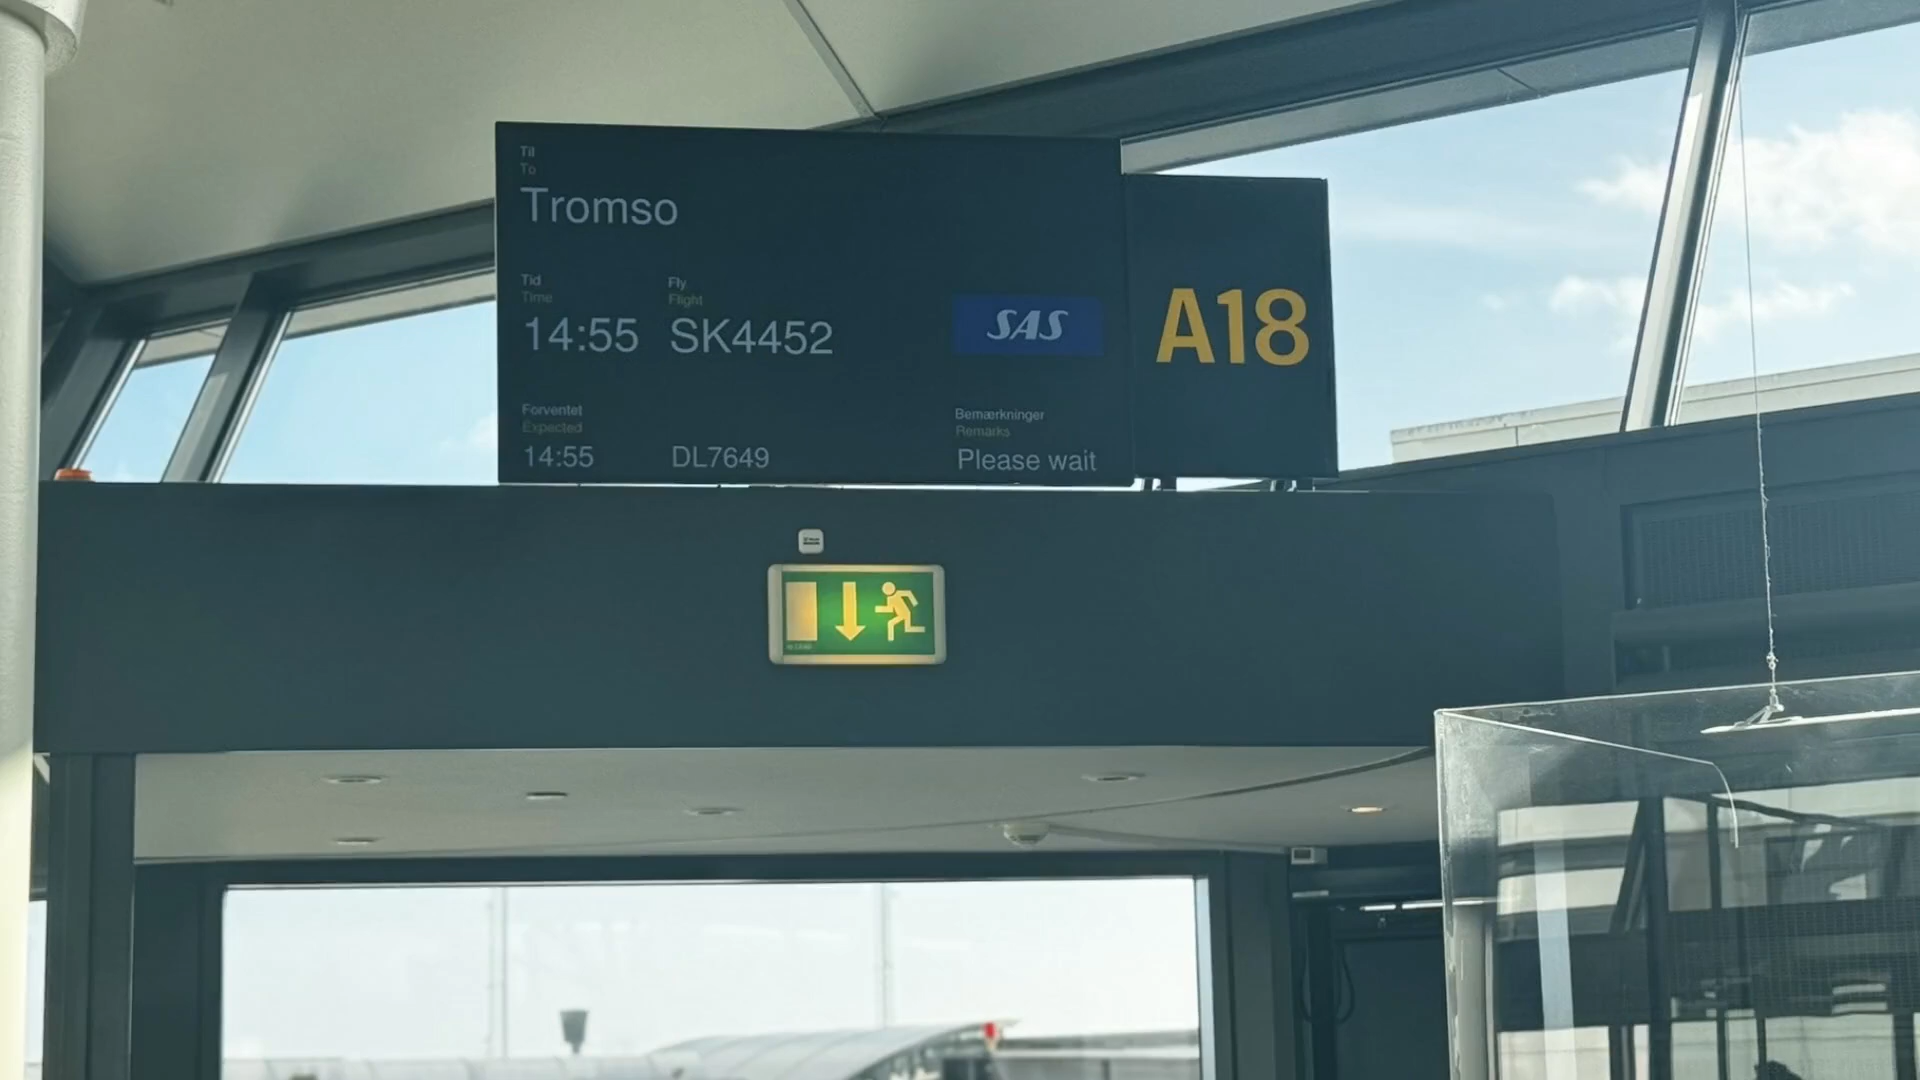 Til
To
Tromso
Tid
Time
Fly
Flight
14:55 SK4452
SAS
A18
Forventet
Expected
Bemærkninger
Remarks
14:55 DL7649 Please wait